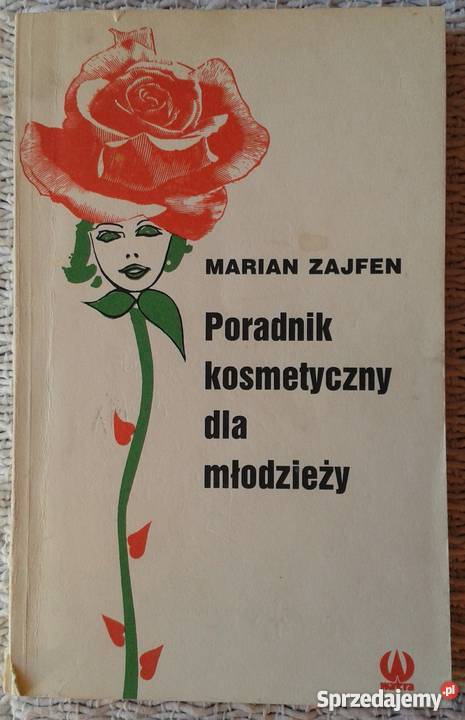 MARIAN ZAJFEN
Poradnik
kosmetyczny
dla
młodzieży
Sprzedajemy.pl